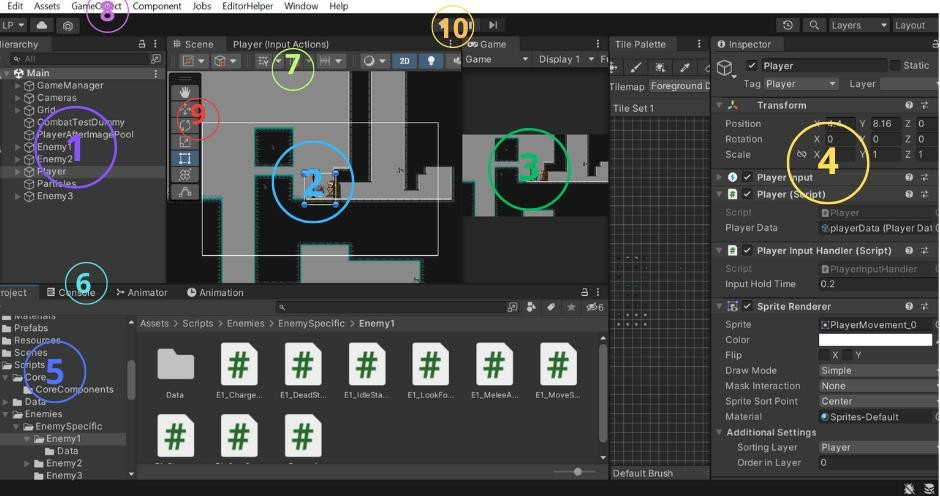 Edit Assets GameObject Component Jobs EditorHelper Window Help
8
LP
10
Layers Layout
Hierarchy
All
Main
GameManager
Cameras
Grid
CombatTestDummy
PlayerAfterImagePool
Enemy1
Enemy2
Player
Particles
Enemy3
1
Scene Player (Input Actions)
2D
7
9
2
Game
Game Display 1
3
Tile Palette
Tilemap Foreground D
Tile Set 1
Default Brush
Inspector
Player Static
Tag Player Layer
Transform
Position X Y 8.16 Z 0
Rotation X 0 Y 0 Z 0
Scale X Y 1 Z 1
4
Player Input
Player (Script)
Script Player
Player Data playerData (Player Dat
Player Input Handler (Script)
Script PlayerInputHandler
Input Hold Time 0.2
Sprite Renderer
Sprite PlayerMovement_0
Color
Flip X Y
Draw Mode Simple
Mask Interaction None
Sprite Sort Point Center
Material Sprites-Default
Additional Settings
Sorting Layer Player
Order in Layer 0
6
roject Console Animator Animation
6
Materials
Prefabs
Resources
Scenes
Scripts
Core
CoreComponents
Data
Enemies
EnemySpecific
Enemy1
Data
Enemy2
Enemy3
5
Assets > Scripts > Enemies > EnemySpecific > Enemy1
Data E1_Charge... E1_DeadSt... E1_IdleSta... E1_LookFo... E1_MeleeA... E1_MoveS...